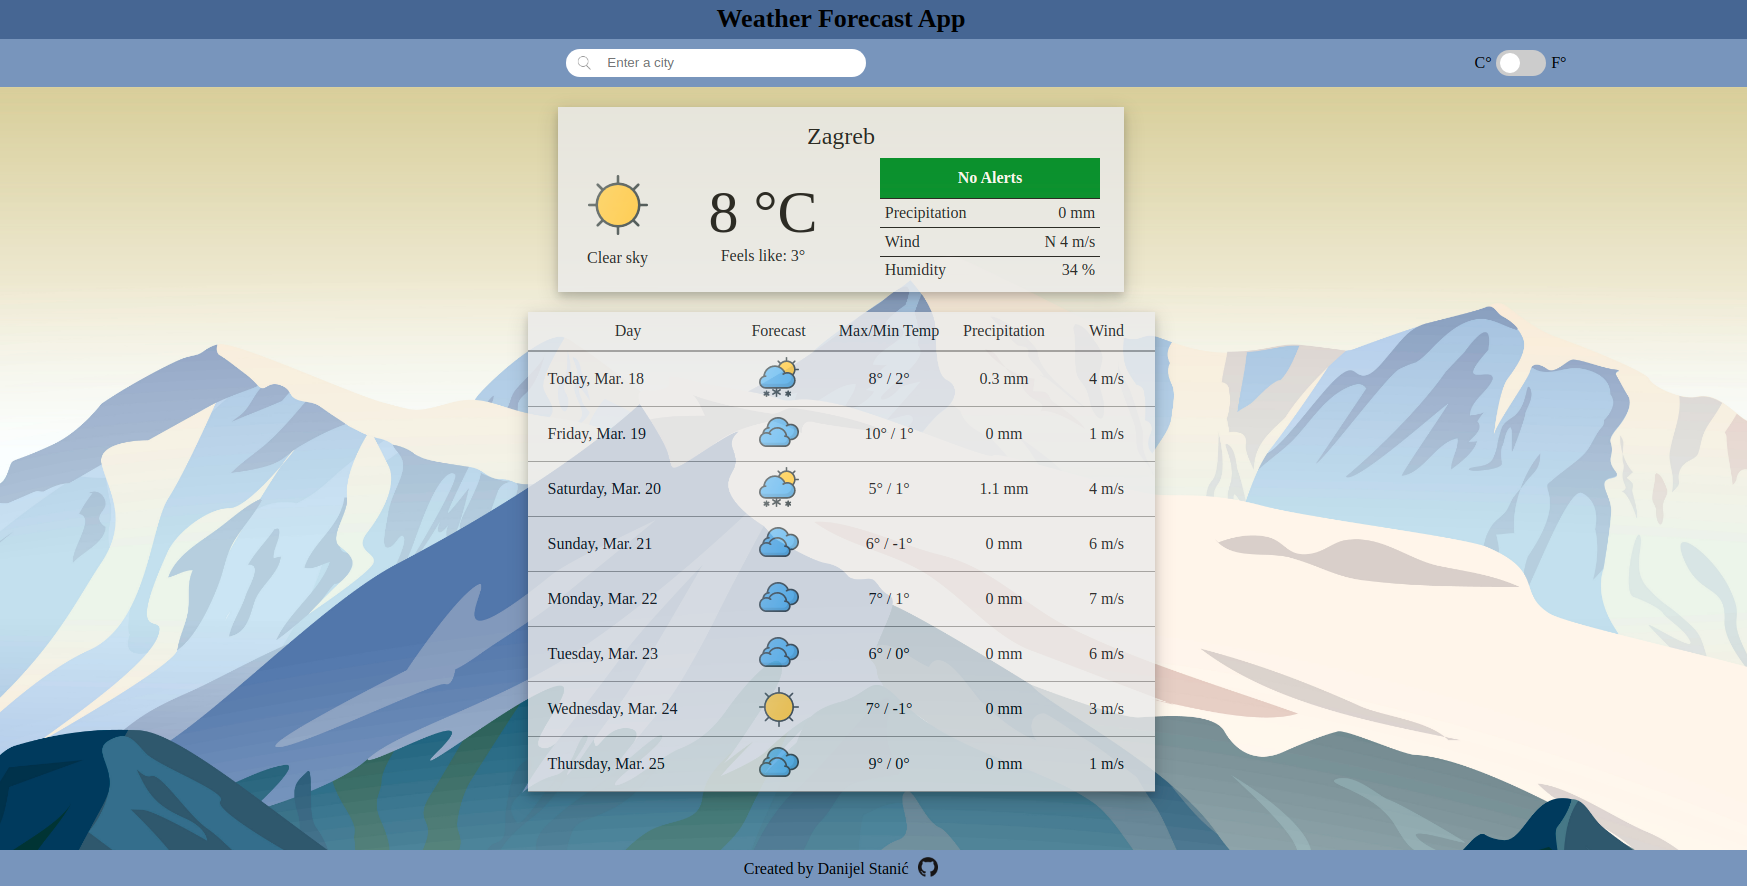 Weather Forecast App
Enter a city
C° F°
Zagreb
Clear sky
8 °C
Feels like: 3°
No Alerts
Precipitation 0 mm
Wind N 4 m/s
Humidity 34 %
Day Forecast Max/Min Temp Precipitation Wind
Today, Mar. 18 8° / 2° 0.3 mm 4 m/s
Friday, Mar. 19 10° / 1° 0 mm 1 m/s
Saturday, Mar. 20 5° / 1° 1.1 mm 4 m/s
Sunday, Mar. 21 6° / -1° 0 mm 6 m/s
Monday, Mar. 22 7° / 1° 0 mm 7 m/s
Tuesday, Mar. 23 6° / 0° 0 mm 6 m/s
Wednesday, Mar. 24 7° / -1° 0 mm 3 m/s
Thursday, Mar. 25 9° / 0° 0 mm 1 m/s
Created by Danijel Stanić